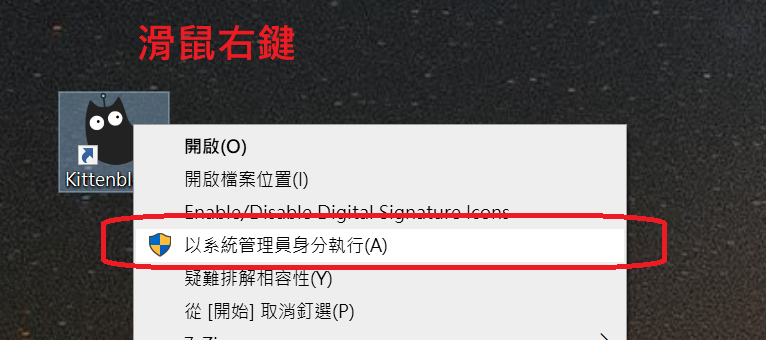 滑鼠右鍵
Kittenbl
開啟(O)
開啟檔案位置(I)
Enable/Disable Digital Signature Icons
以系統管理員身分執行(A)
疑難排解相容性(Y)
從 [開始] 取消釘選(P)